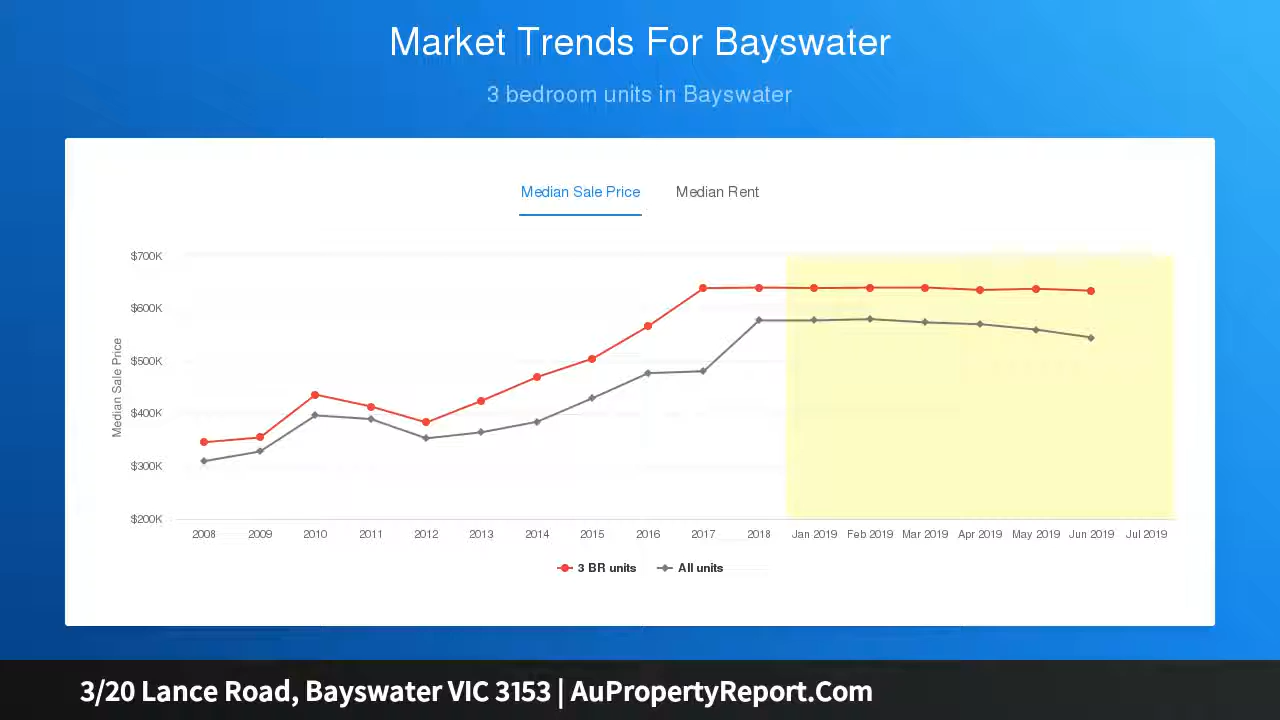 Market Trends For Bayswater
3 bedroom units in Bayswater
Median Sale Price Median Rent
$700K
$600K
$500K
$400K
$300K
$200K
Median Sale Price
2008 2009 2010 2011 2012 2013 2014 2015 2016 2017 2018 Jan 2019 Feb 2019 Mar 2019 Apr 2019 May 2019 Jun 2019 Jul 2019
3 BR units All units
3/20 Lance Road, Bayswater VIC 3153 | AuPropertyReport.Com